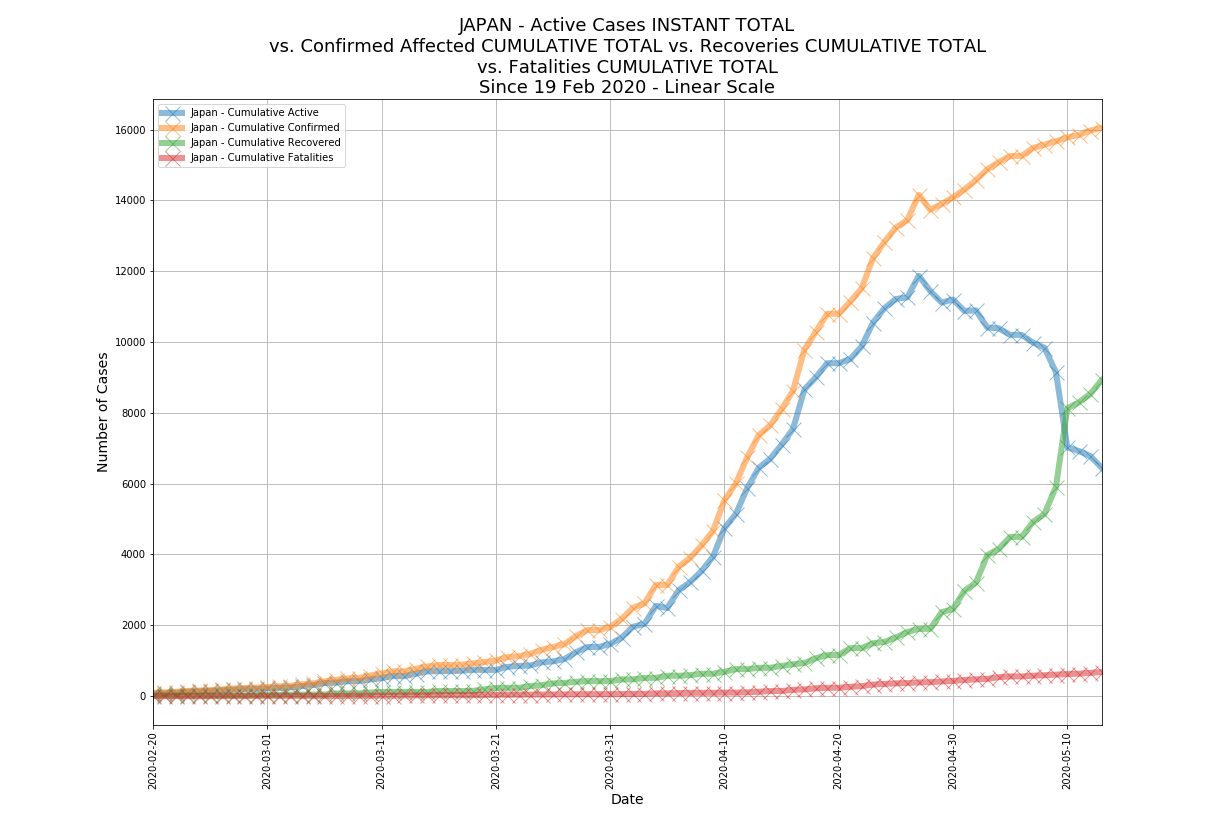 JAPAN - Active Cases INSTANT TOTAL
vs. Confirmed Affected CUMULATIVE TOTAL vs. Recoveries CUMULATIVE TOTAL
vs. Fatalities CUMULATIVE TOTAL
Since 19 Feb 2020 - Linear Scale
Japan - Cumulative Active
Japan - Cumulative Confirmed
Japan - Cumulative Recovered
Japan - Cumulative Fatalities
Number of Cases
16000
14000
12000
10000
8000
6000
4000
2000
0
2020-02-20
2020-03-01
2020-03-11
2020-03-21
2020-03-31
2020-04-10
2020-04-20
2020-04-30
2020-05-10
Date